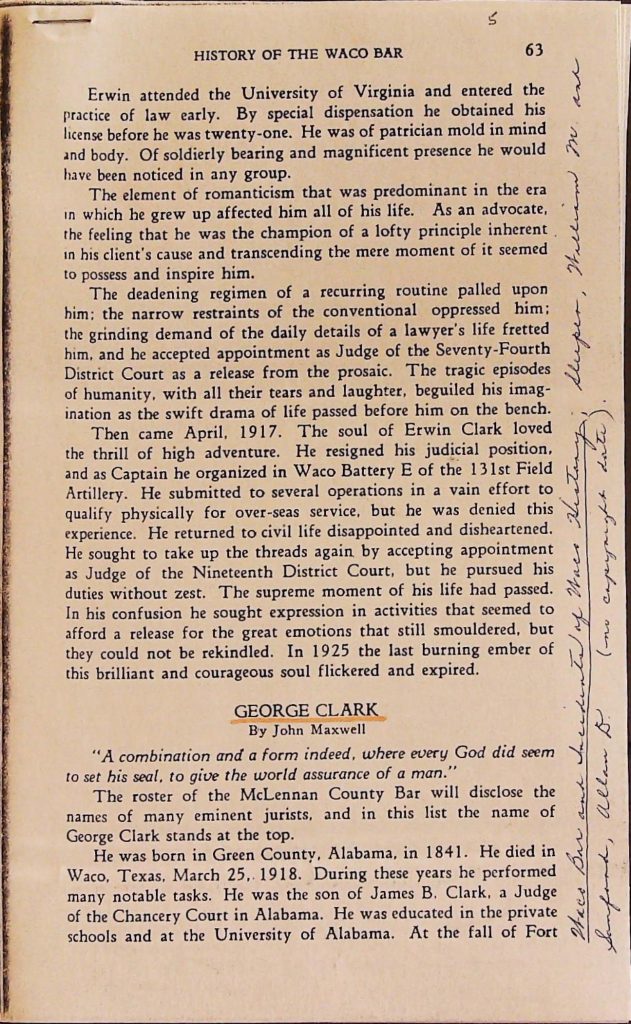 5
HISTORY OF THE WACO BAR 63
Erwin attended the University of Virginia and entered the
practice of law early. By special dispensation he obtained his
license before he was twenty-one. He was of patrician mold in mind
and body. Of soldierly bearing and magnificent presence he would
have been noticed in any group.
The element of romanticism that was predominant in the era
in which he grew up affected him all of his life. As an advocate,
the feeling that he was the champion of a lofty principle inherent
in his client's cause and transcending the mere moment of it seemed
to possess and inspire him.
The deadening regimen of a recurring routine palled upon
him; the narrow restraints of the conventional oppressed him;
the grinding demand of the daily details of a lawyer's life fretted
him, and he accepted appointment as Judge of the Seventy-Fourth
District Court as a release from the prosaic. The tragic episodes
of humanity, with all their tears and laughter, beguiled his imag-
ination as the swift drama of life passed before him on the bench.
Then came April, 1917. The soul of Erwin Clark loved
the thrill of high adventure. He resigned his judicial position,
and as Captain he organized in Waco Battery E of the 131st Field
Artillery. He submitted to several operations in a vain effort to
qualify physically for over-seas service, but he was denied this
experience. He returned to civil life disappointed and disheartened.
He sought to take up the threads again by accepting appointment
as Judge of the Nineteenth District Court, but he pursued his
duties without zest. The supreme moment of his life had passed.
In his confusion he sought expression in activities that seemed to
afford a release for the great emotions that still smouldered, but
they could not be rekindled. In 1925 the last burning ember of
this brilliant and courageous soul flickered and expired.
GEORGE CLARK
By John Maxwell
"A combination and a form indeed, where every God did seem
to set his seal, to give the world assurance of a man."
The roster of the McLennan County Bar will disclose the
names of many eminent jurists, and in this list the name of
George Clark stands at the top.
He was born in Green County, Alabama, in 1841. He died in
Waco, Texas, March 25, 1918. During these years he performed
many notable tasks. He was the son of James B. Clark, a Judge
of the Chancery Court in Alabama. He was educated in the private
schools and at the University of Alabama. At the fall of Fort
Waco Bar and Incidents of Waco History; Sleeper, William M. and
Sanford, Allan D. (no copyright date).